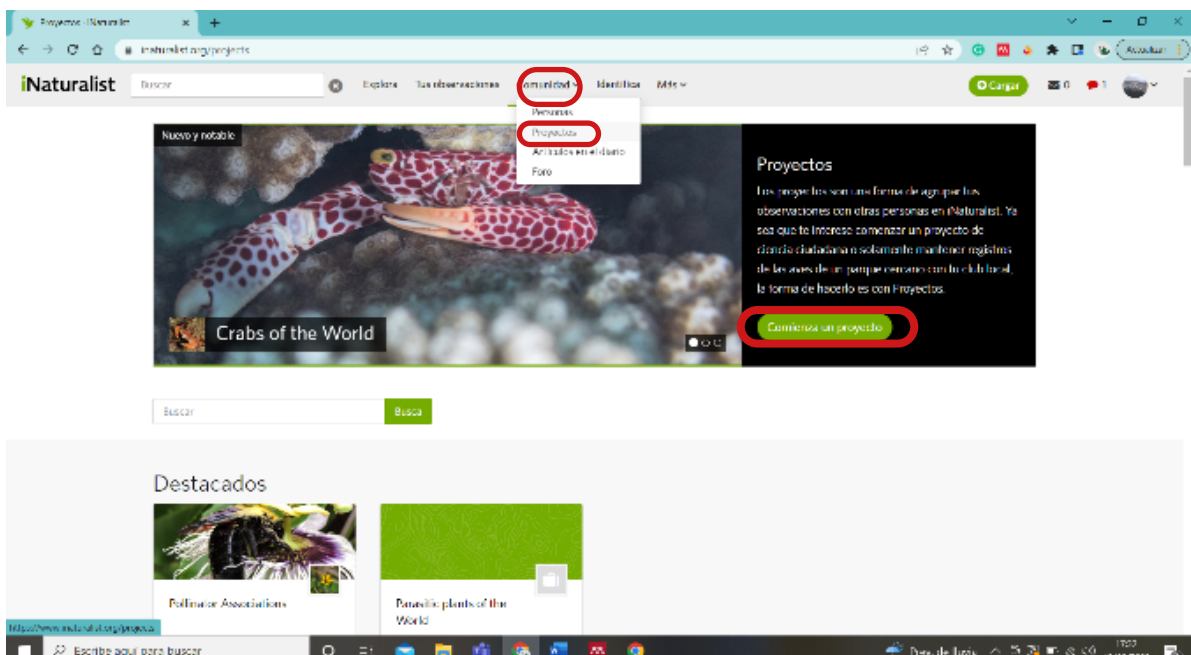 Proyectos · iNaturalist
inaturalist.org/projects
Actualizar
iNaturalist
Buscar
Explora
Tus observaciones
Comunidad
Identifica
Más
Cargar
0
1
Personas
Proyectos
Artículos en el diario
Foro
Nuevo y notable
Crabs of the World
Proyectos
Los proyectos son una forma de agrupar tus
observaciones con otras personas en iNaturalist. Ya
sea que te interese comenzar un proyecto de
ciencia ciudadana o solamente mantener registros
de las aves de un parque cercano con tu club local,
la forma de hacerlo es con Proyectos.
Comienza un proyecto
Buscar
Busca
Destacados
Pollinator Associations
Parasitic plants of the
World
https://www.inaturalist.org/projects
Escribe aquí para buscar